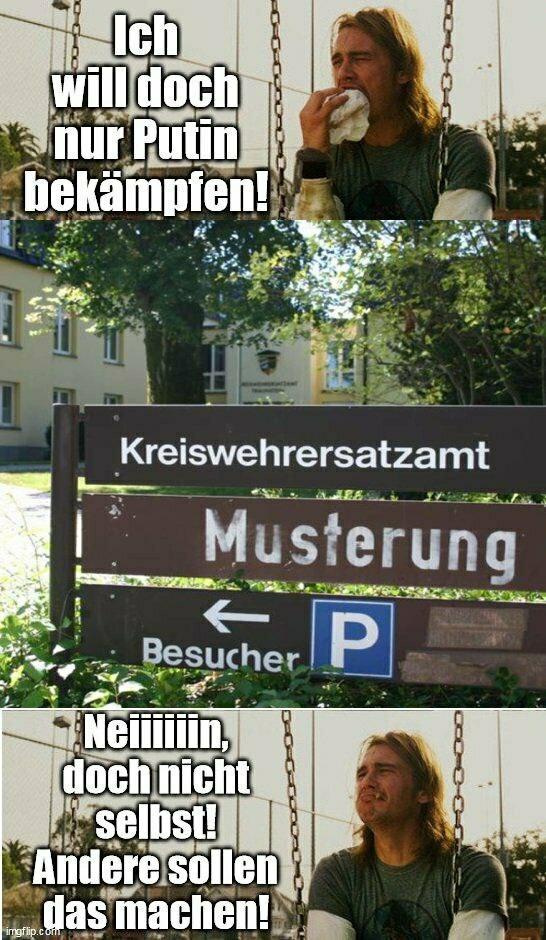 Ich
will doch
nur Putin
bekämpfen!
Kreiswehrersatzamt
Musterung
Besucher P
Neiiiiiin,
doch nicht
selbst!
Andere sollen
das machen!
imgflip.com